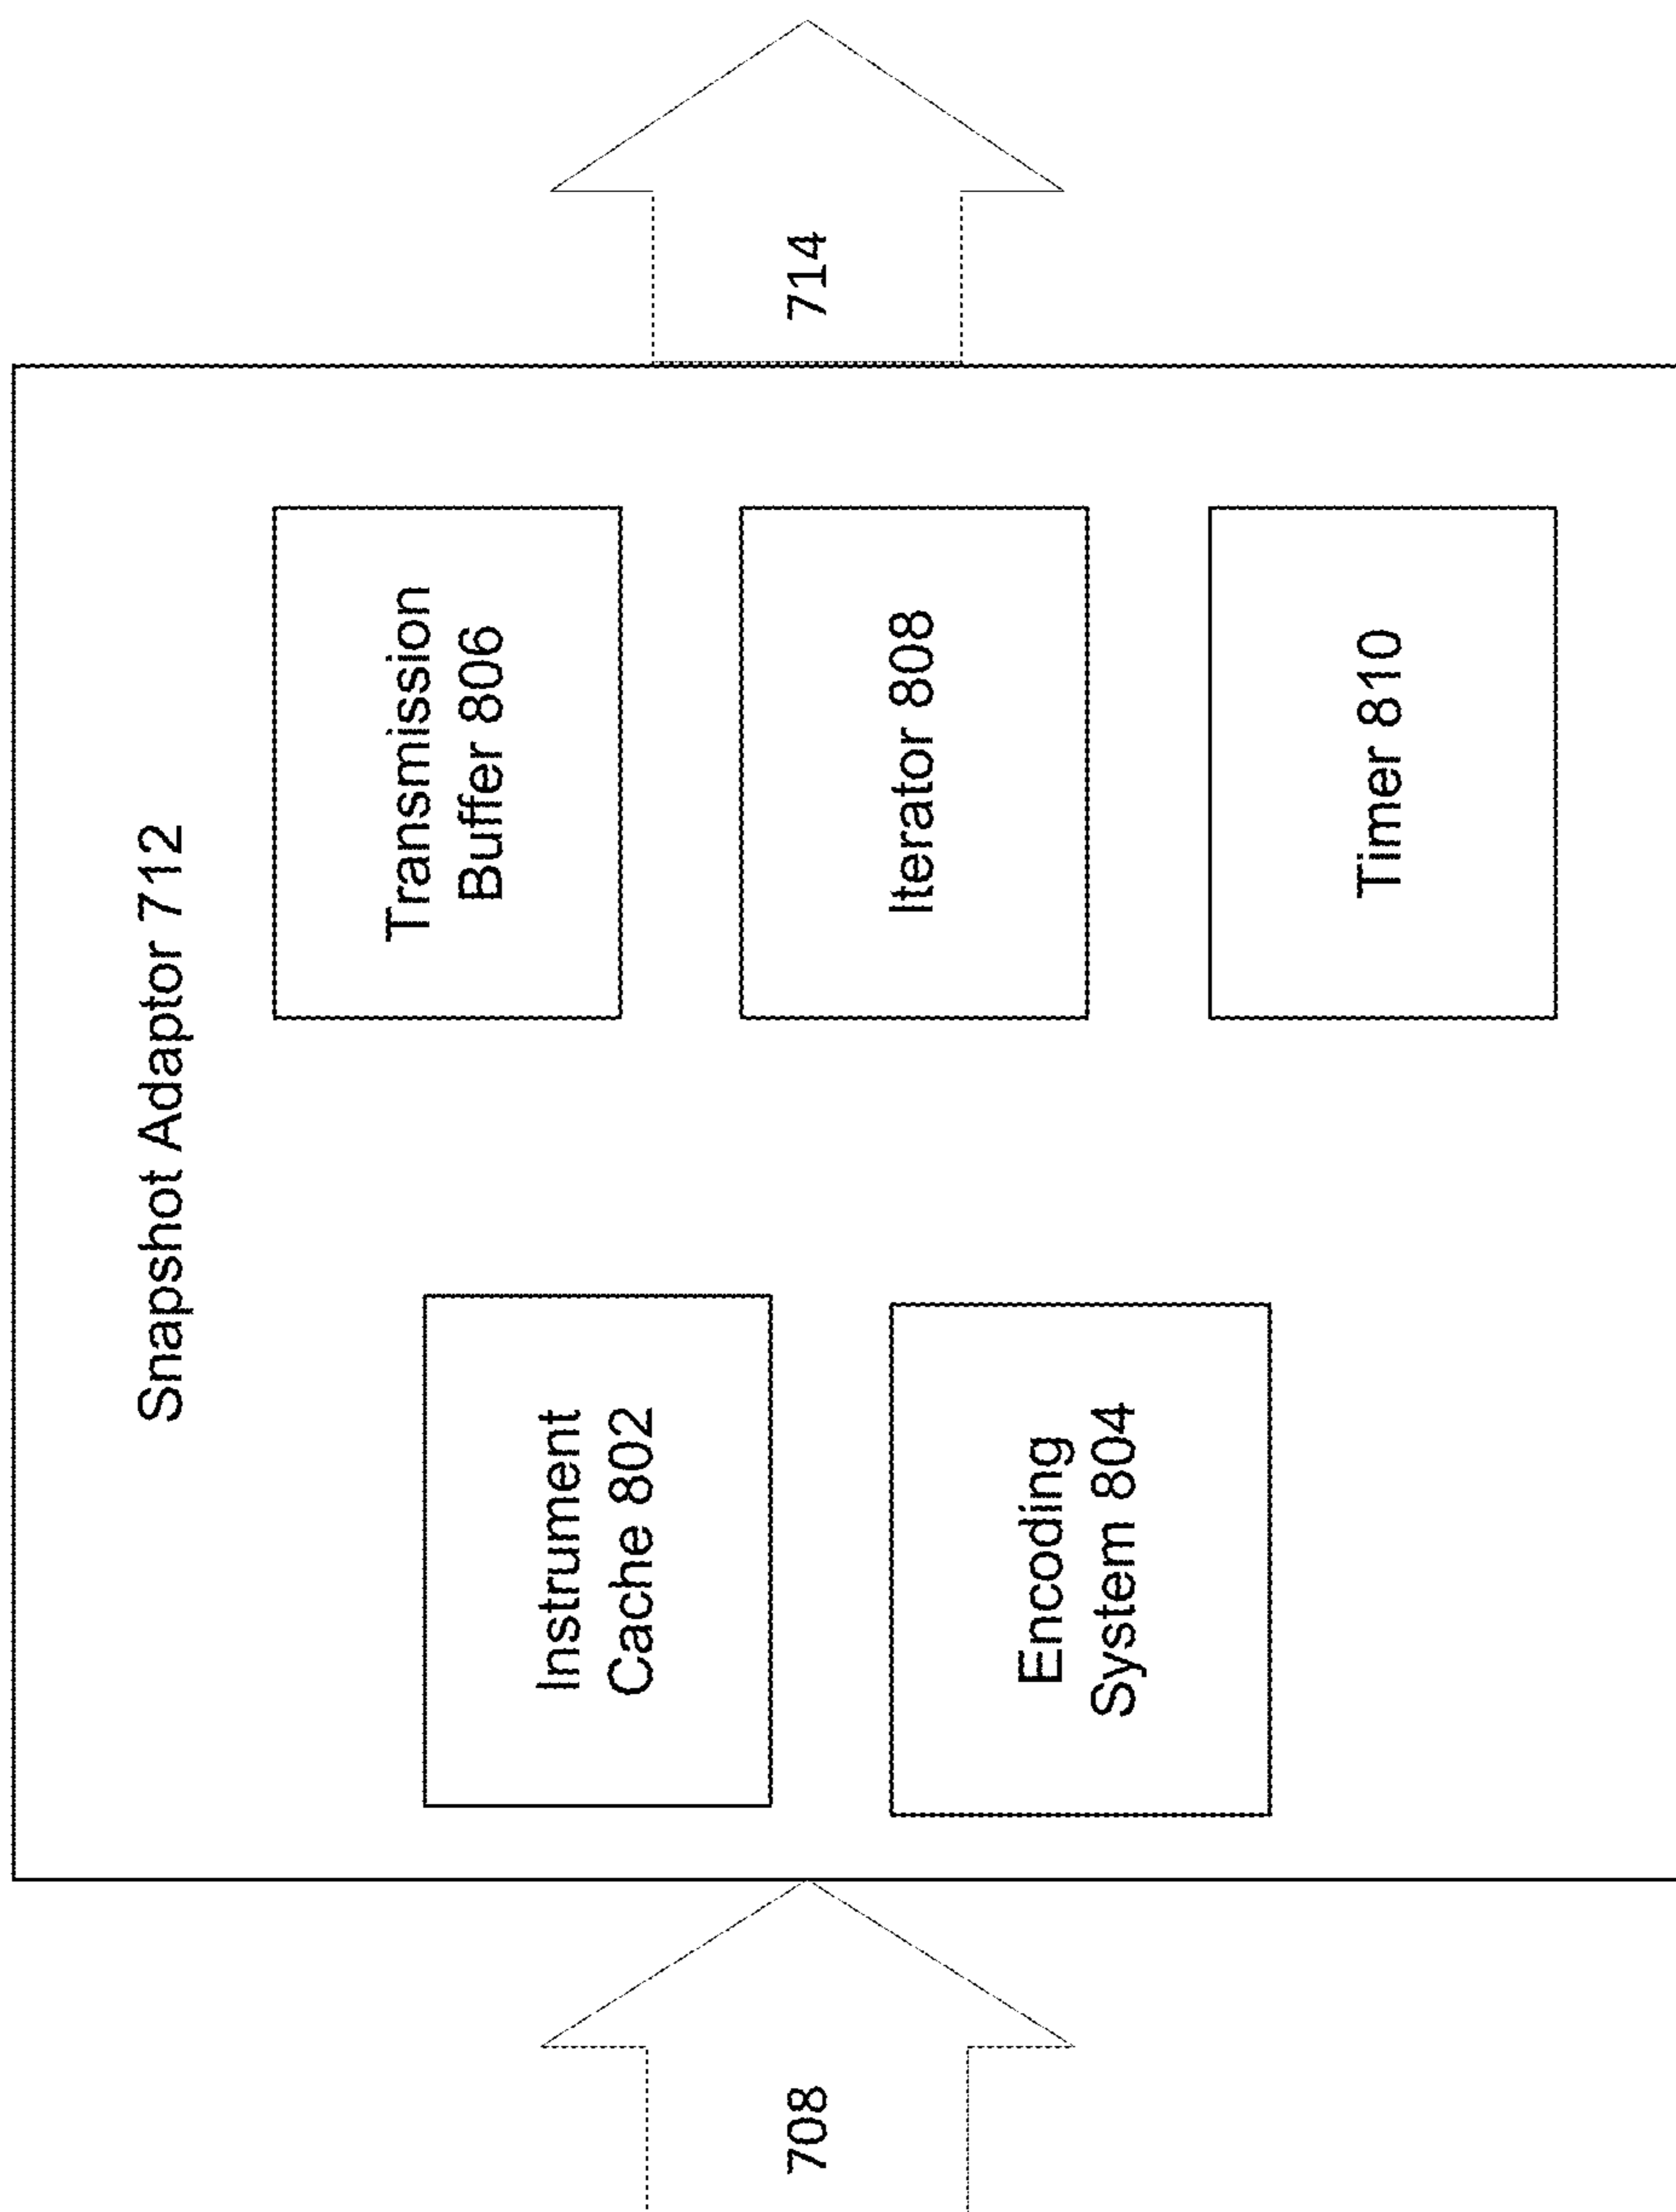 Snapshot Adaptor 712
708
Instrument
Cache 802
Encoding
System 804
Transmission
Buffer 806
Iterator 808
Timer 810
714